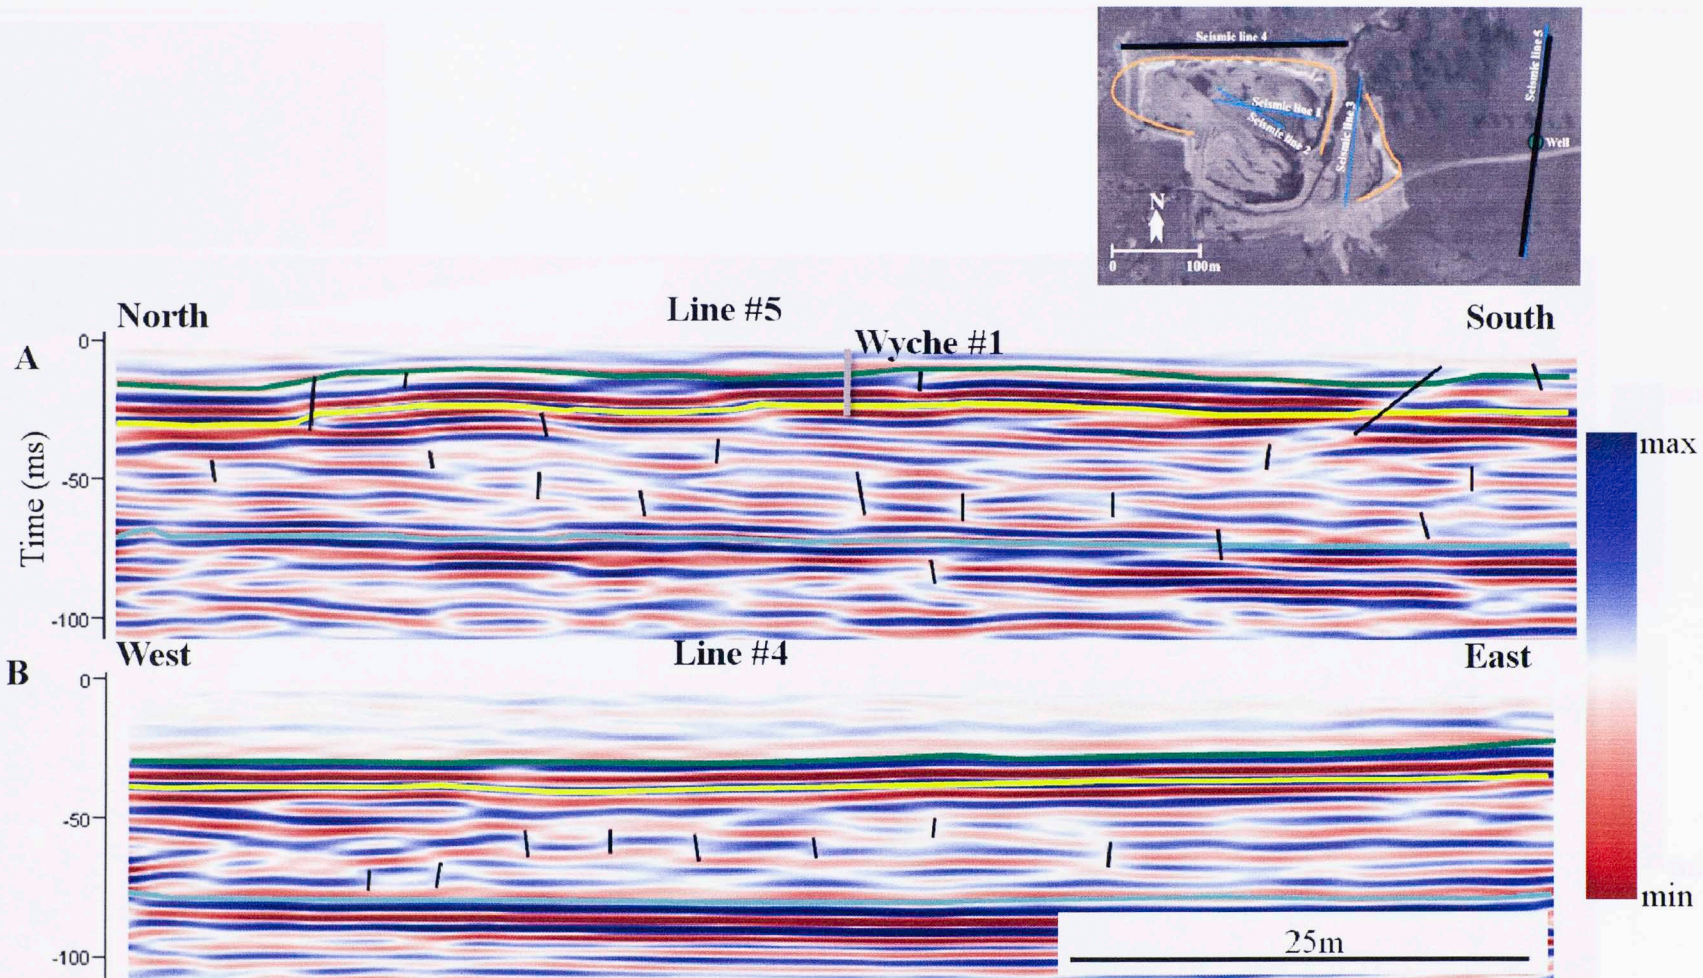 Seismic line 4
Seismic line 5
Seismic line 1
Seismic line 3
Seismic line 2
Well
N
0 100m
North Line #5 South
A
0
Wyche #1
-50
Time (ms)
-100
max
West Line #4 East
B
0
-50
min
25m
-100